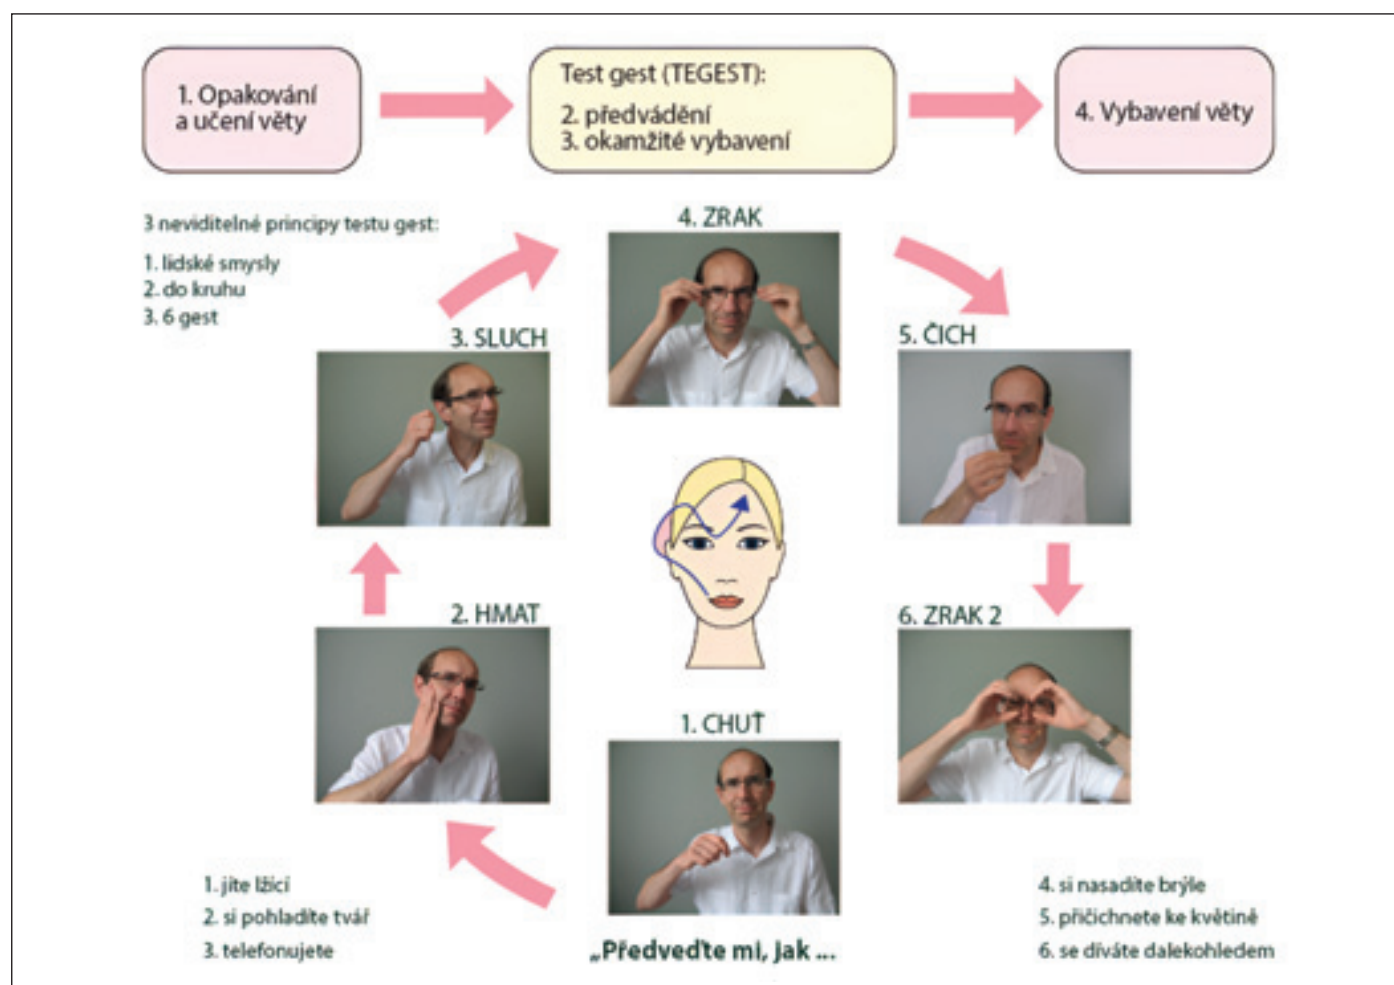 1. Opakování
a učení věty
Test gest (TEGEST):
2. předvádění
3. okamžité vybavení
4. Vybavení věty
3 neviditelné principy testu gest:
1. lidské smysly
2. do kruhu
3. 6 gest
4. ZRAK
3. SLUCH
5. ČICH
2. HMAT
6. ZRAK 2
1. CHUŤ
1. jíte lžící
2. si pohladíte tvář
3. telefonujete
„Předveďte mi, jak ...
4. si nasadíte brýle
5. přičichnete ke květině
6. se díváte dalekohledem